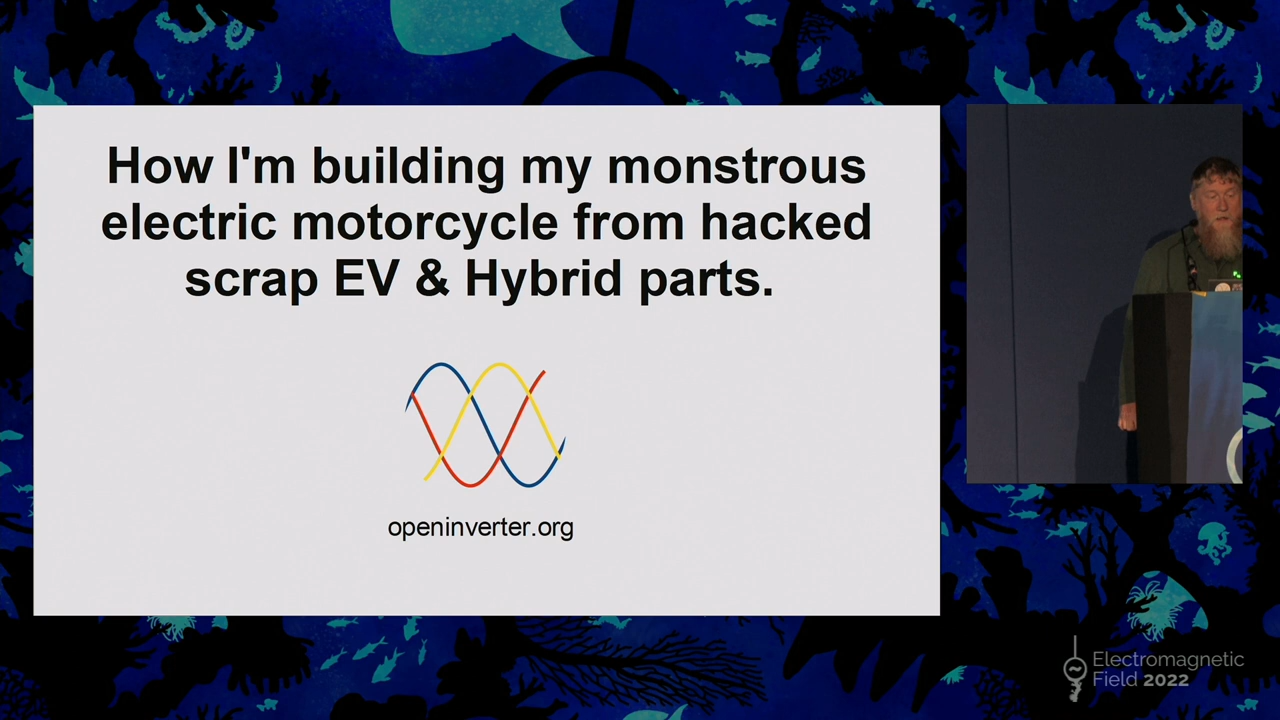 How I'm building my monstrous
electric motorcycle from hacked
scrap EV & Hybrid parts.
openinverter.org
Electromagnetic
Field 2022